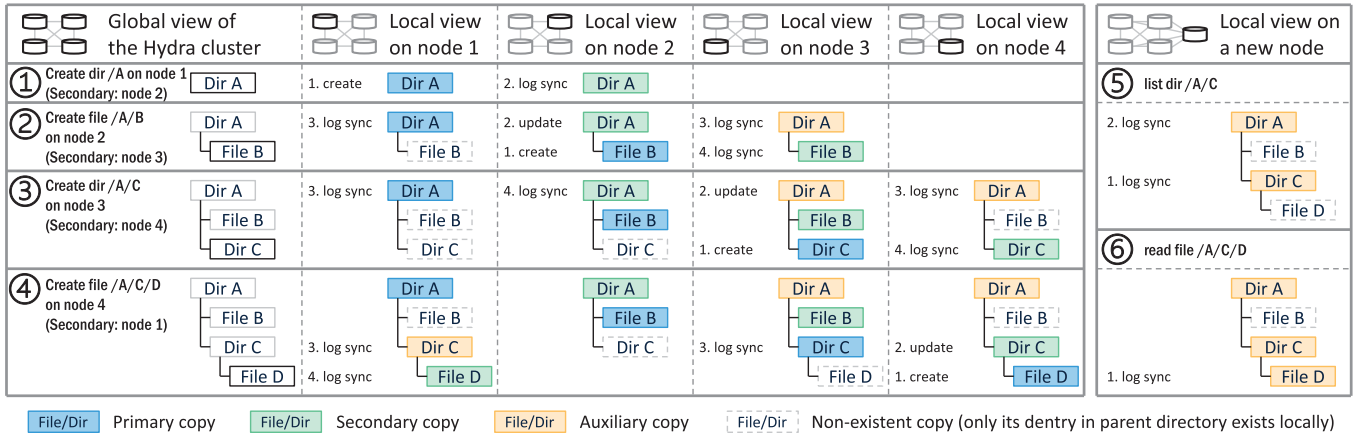 Global view of
the Hydra cluster
Local view
on node 1
Local view
on node 2
Local view
on node 3
Local view
on node 4
Local view on
a new node
1 Create dir /A on node 1
(Secondary: node 2)
Dir A
1. create Dir A
2. log sync Dir A
2 Create file /A/B
on node 2
(Secondary: node 3)
Dir A
File B
3. log sync Dir A
File B
2. update Dir A
1. create File B
3. log sync Dir A
4. log sync File B
3 Create dir /A/C
on node 3
(Secondary: node 4)
Dir A
File B
Dir C
3. log sync Dir A
File B
Dir C
4. log sync Dir A
File B
Dir C
2. update Dir A
File B
1. create Dir C
3. log sync Dir A
File B
4. log sync Dir C
4 Create file /A/C/D
on node 4
(Secondary: node 1)
Dir A
File B
Dir C
File D
Dir A
File B
3. log sync Dir C
4. log sync File D
Dir A
File B
Dir C
Dir A
File B
3. log sync Dir C
File D
Dir A
File B
2. update Dir C
1. create File D
5 list dir /A/C
2. log sync Dir A
File B
1. log sync Dir C
File D
6 read file /A/C/D
Dir A
File B
Dir C
1. log sync File D
File/Dir Primary copy
File/Dir Secondary copy
File/Dir Auxiliary copy
File/Dir Non-existent copy (only its dentry in parent directory exists locally)